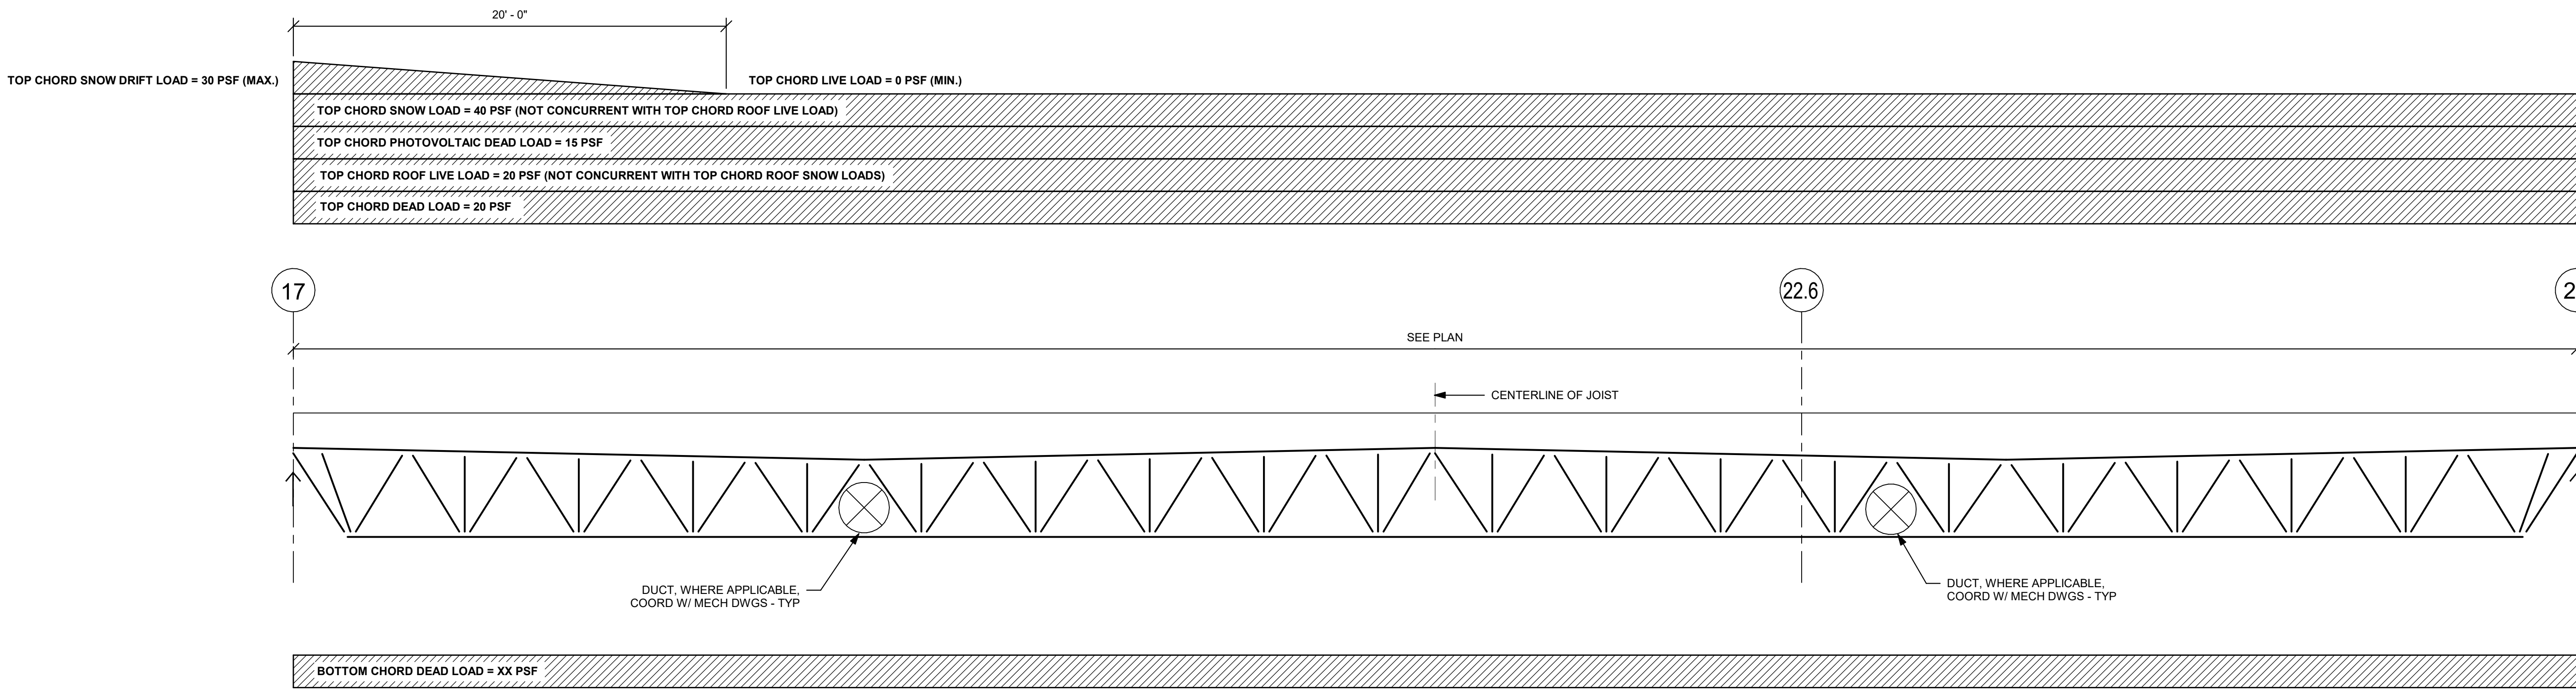 20' - 0"
TOP CHORD SNOW DRIFT LOAD = 30 PSF (MAX.)
TOP CHORD LIVE LOAD = 0 PSF (MIN.)
TOP CHORD SNOW LOAD = 40 PSF (NOT CONCURRENT WITH TOP CHORD ROOF LIVE LOAD)
TOP CHORD PHOTOVOLTAIC DEAD LOAD = 15 PSF
TOP CHORD ROOF LIVE LOAD = 20 PSF (NOT CONCURRENT WITH TOP CHORD ROOF SNOW LOADS)
TOP CHORD DEAD LOAD = 20 PSF
17
22.6
2
SEE PLAN
CENTERLINE OF JOIST
DUCT, WHERE APPLICABLE,
COORD W/ MECH DWGS - TYP
DUCT, WHERE APPLICABLE,
COORD W/ MECH DWGS - TYP
BOTTOM CHORD DEAD LOAD = XX PSF